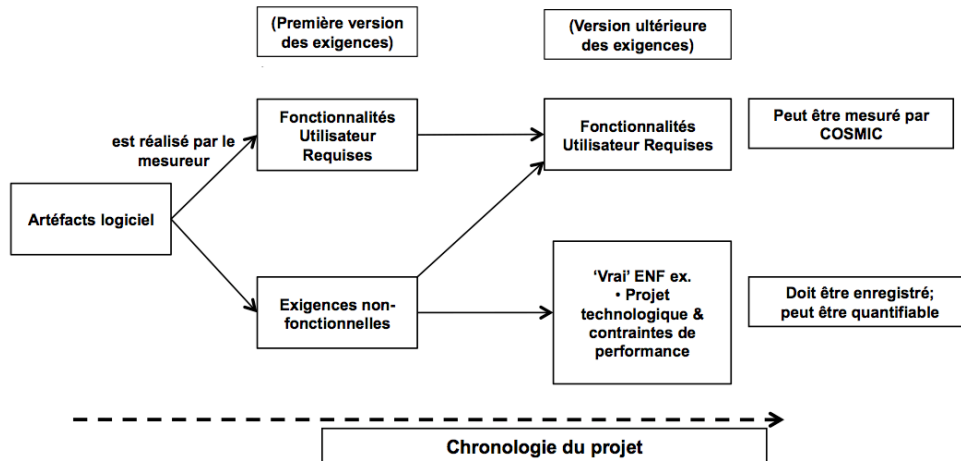 (Première version
des exigences)
(Version ultérieure
des exigences)
Fonctionnalités
Utilisateur
Requises
Fonctionnalités
Utilisateur Requises
Peut être mesuré par
COSMIC
est réalisé par le
mesureur
Artéfacts logiciel
Exigences non-
fonctionnelles
‘Vrai’ ENF ex.
• Projet
technologique &
contraintes de
performance
Doit être enregistré;
peut être quantifiable
Chronologie du projet